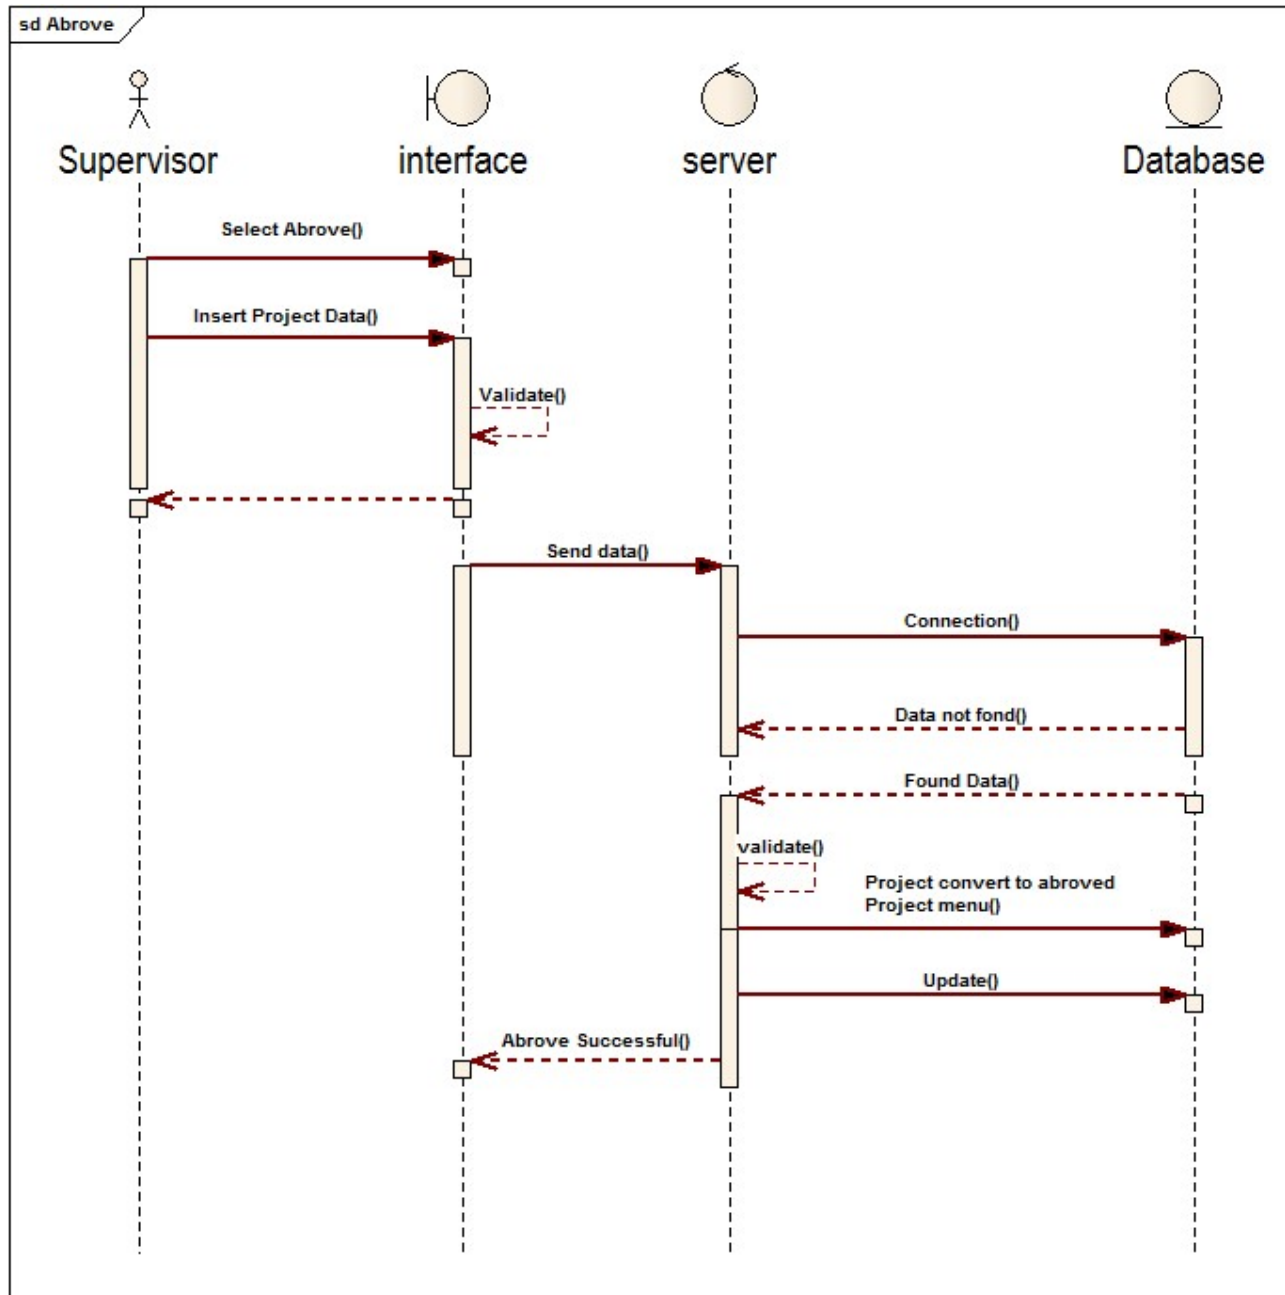 sd Abrove
Supervisor
interface
server
Database
Select Abrove()
Insert Project Data()
Validate()
Send data()
Connection()
Data not fond()
Found Data()
validate()
Project convert to abroved
Project menu()
Update()
Abrove Successful()